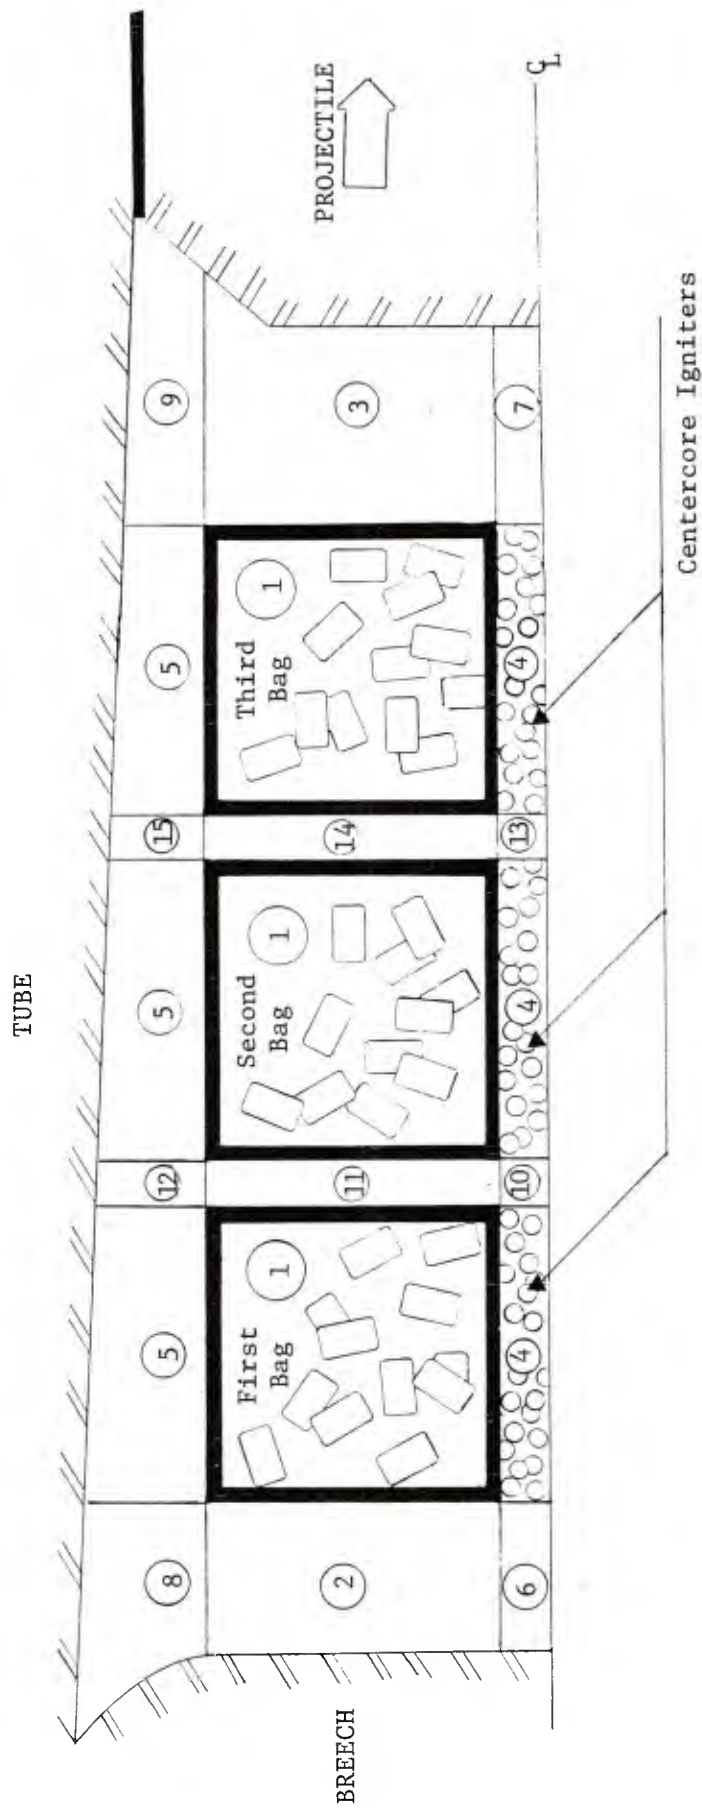 TUBE
BREECH
PROJECTILE
℄
8
5
12
5
15
5
9
2
First
Bag
1
11
Second
Bag
1
14
Third
Bag
1
3
6
4
10
4
13
4
7
Centercore Igniters